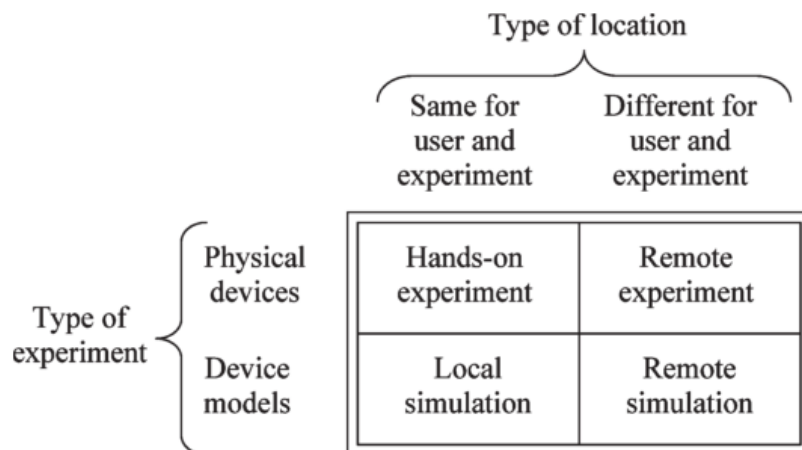 Type of location
Same for
user and
experiment
Different for
user and
experiment
Type of
experiment
Physical
devices
Hands-on
experiment
Remote
experiment
Device
models
Local
simulation
Remote
simulation